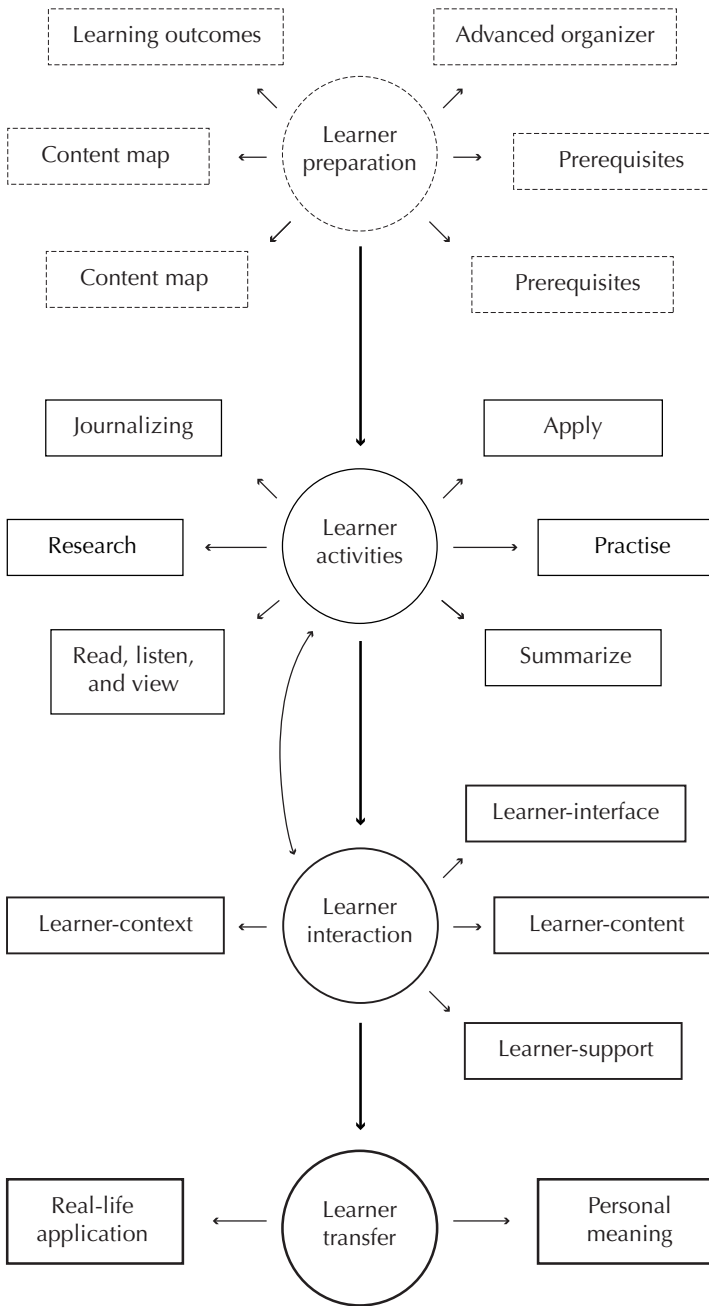 Learning outcomes
Advanced organizer
Learner
preparation
Content map
Prerequisites
Content map
Prerequisites
Journalizing
Apply
Learner
activities
Research
Practise
Read, listen,
and view
Summarize
Learner-interface
Learner
interaction
Learner-context
Learner-content
Learner-support
Real-life
application
Learner
transfer
Personal
meaning